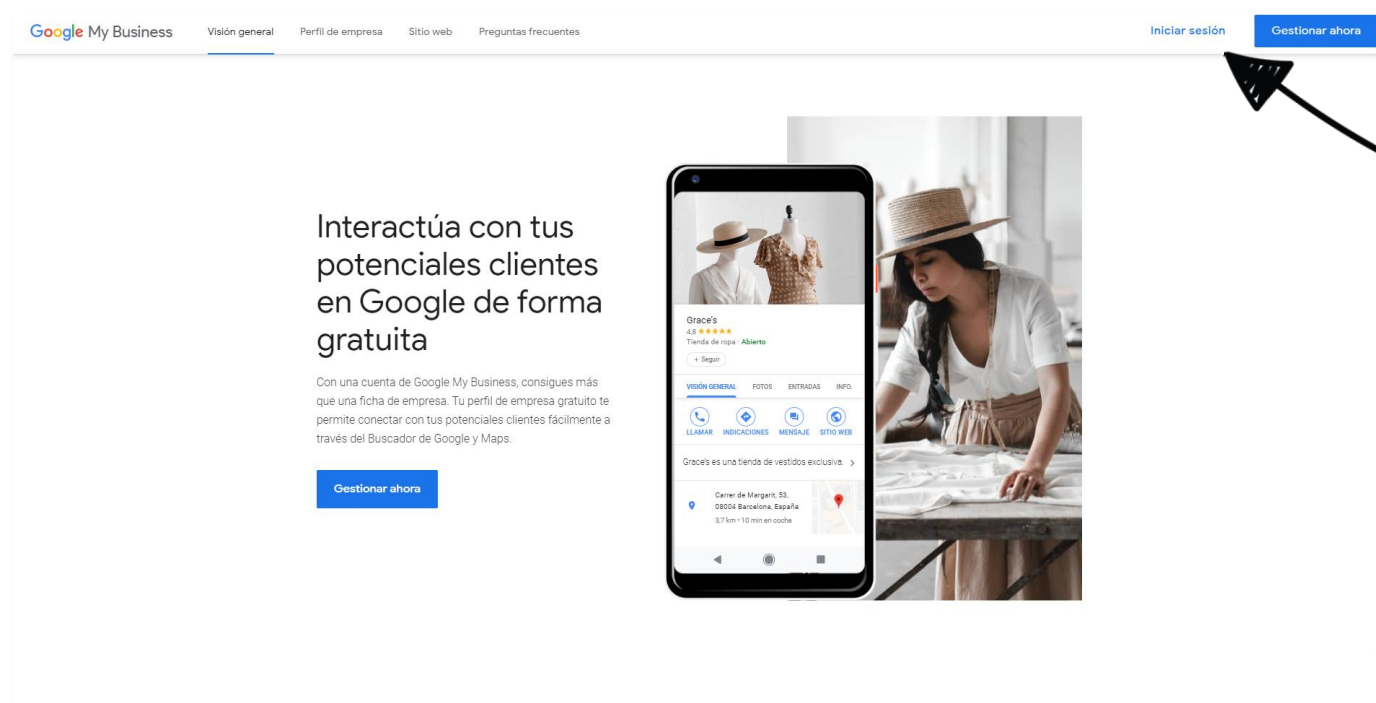 Google My Business
Visión general
Perfil de empresa
Sitio web
Preguntas frecuentes
Iniciar sesión
Gestionar ahora
Interactúa con tus
potenciales clientes
en Google de forma
gratuita
Con una cuenta de Google My Business, consigues más
que una ficha de empresa. Tu perfil de empresa gratuito te
permite conectar con tus potenciales clientes fácilmente a
través del Buscador de Google y Maps.
Gestionar ahora
Grace's
4,8 ★★★★★
Tienda de ropa · Abierto
+ Seguir
VISIÓN GENERAL
FOTOS
ENTRADAS
INFO.
LLAMAR
INDICACIONES
MENSAJE
SITIO WEB
Grace's es una tienda de vestidos exclusiva.
Carrer de Margarit, 53,
08004 Barcelona, España
3,7 km • 10 min en coche